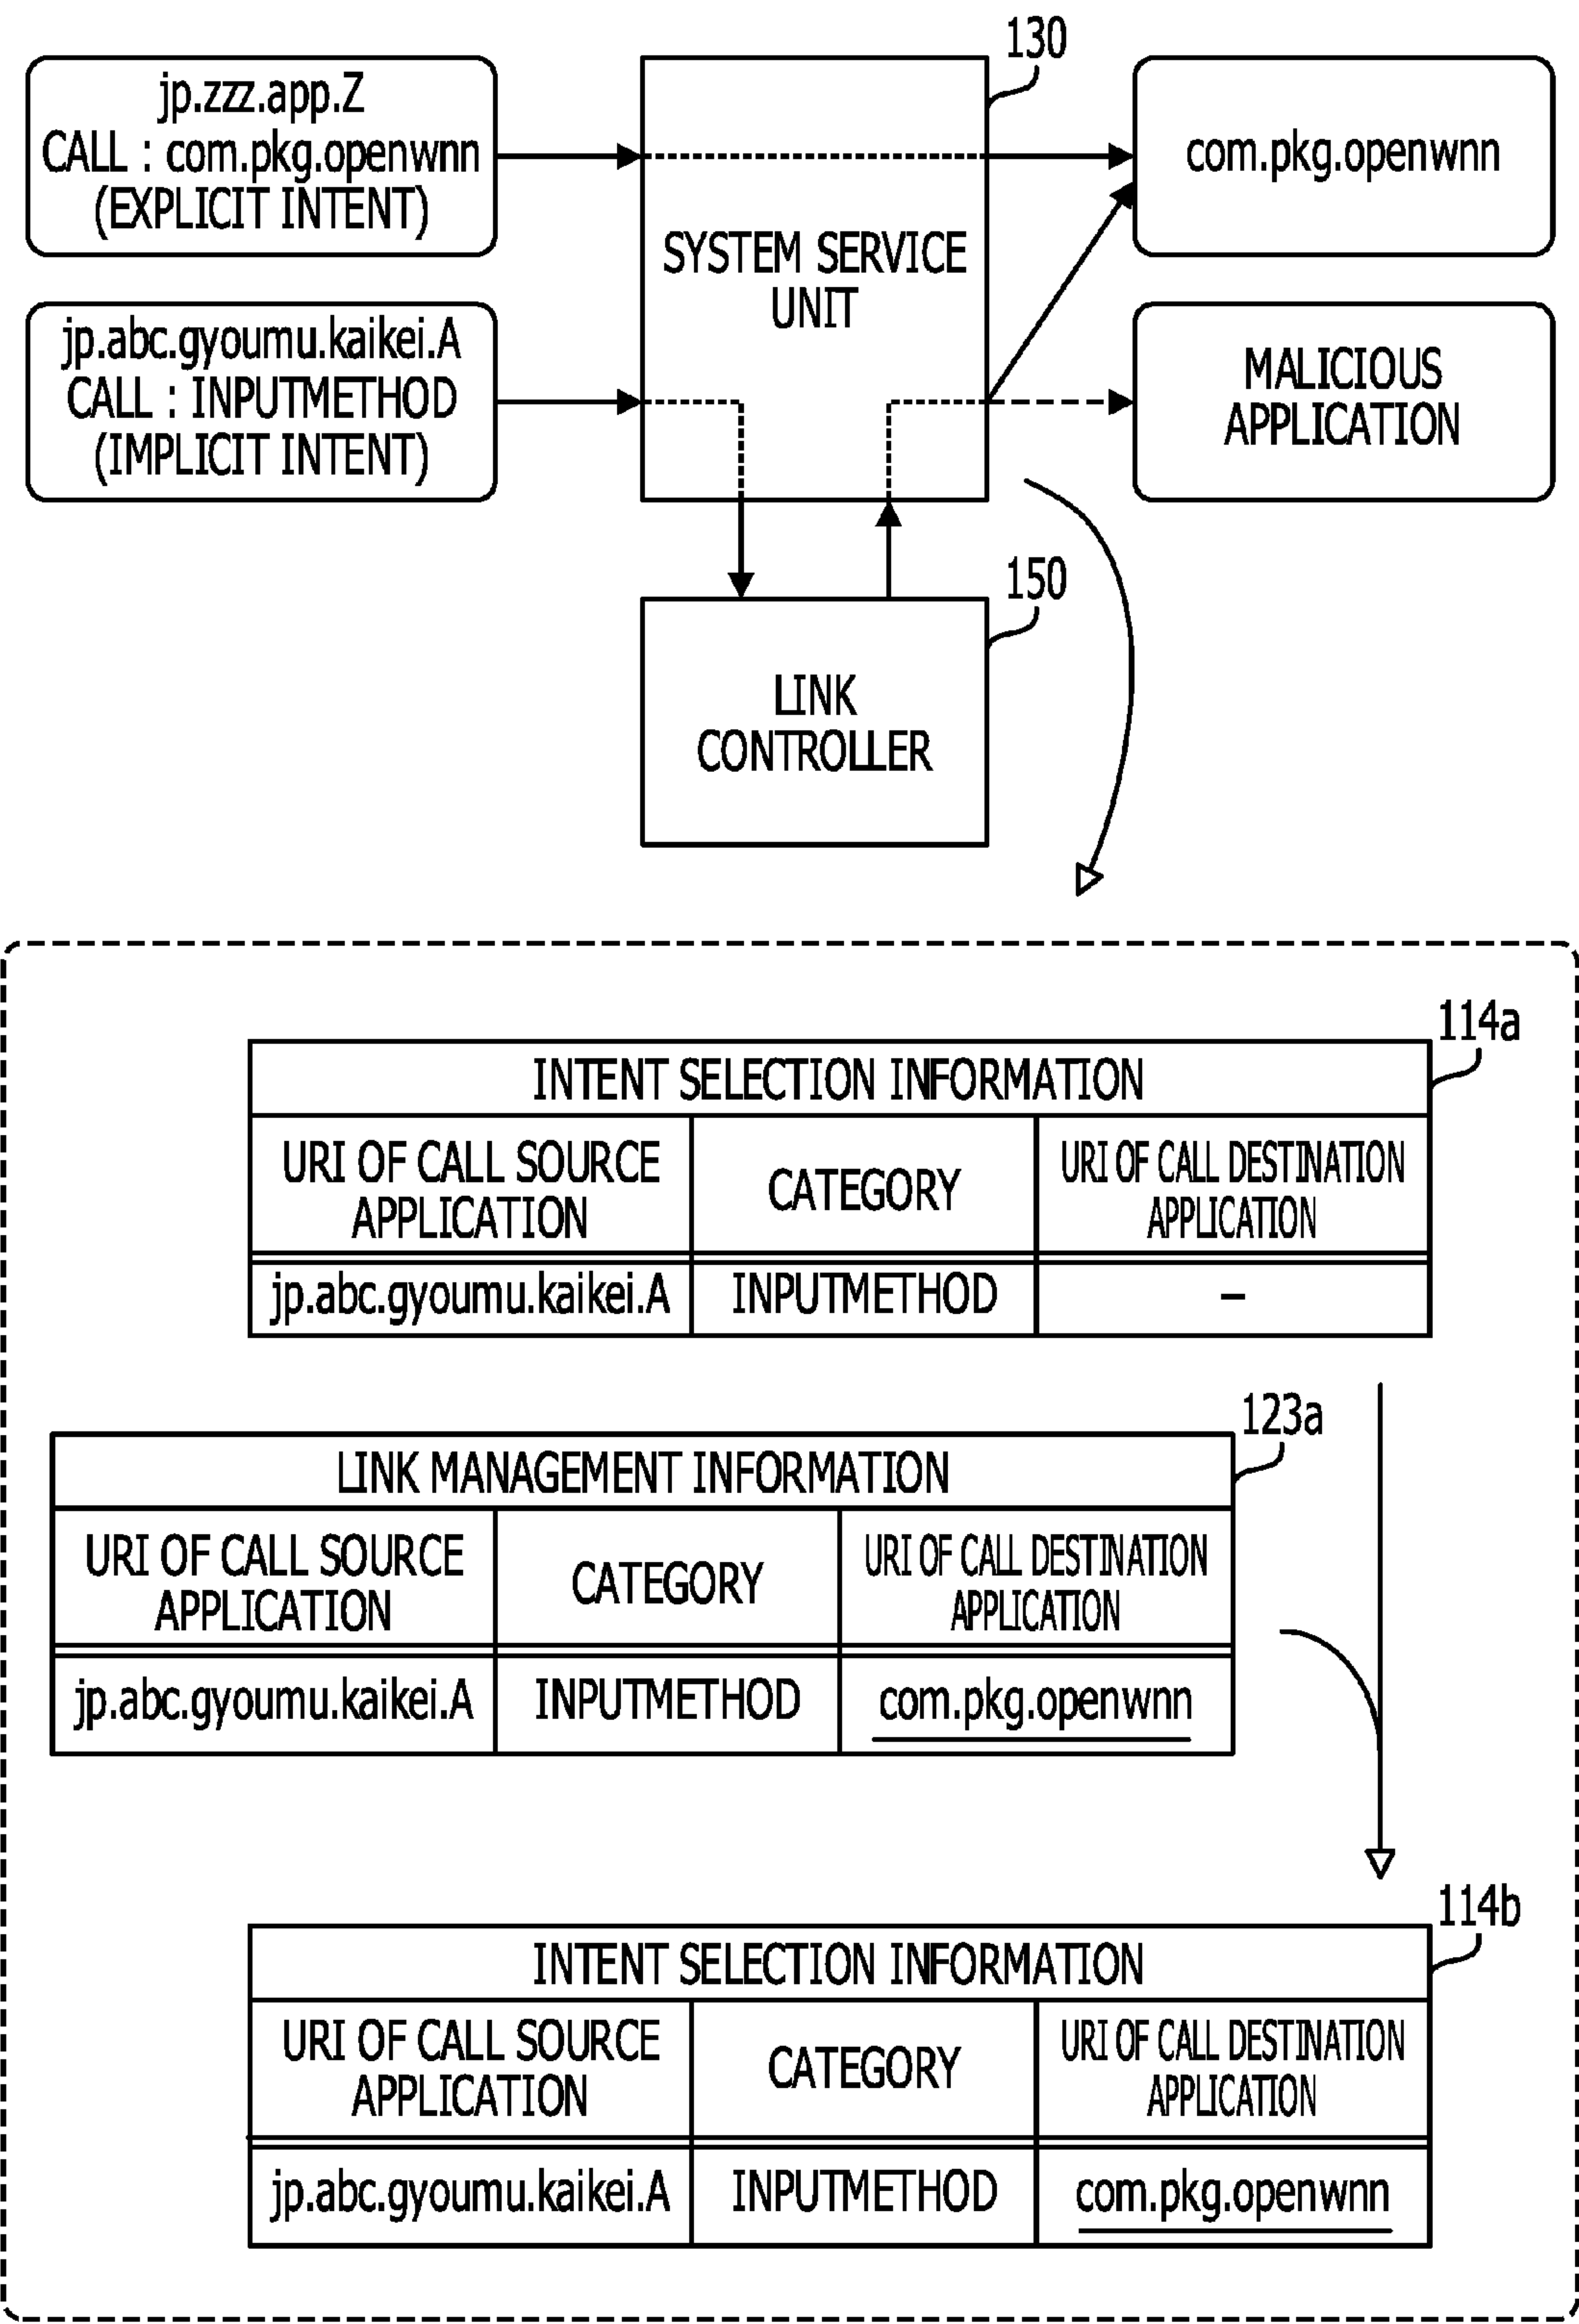 130
jp.zzz.app.Z
CALL : com.pkg.openwnn
(EXPLICIT INTENT)
SYSTEM SERVICE
UNIT
com.pkg.openwnn
jp.abc.gyoumu.kaikei.A
CALL : INPUTMETHOD
(IMPLICIT INTENT)
MALICIOUS
APPLICATION
150
LINK
CONTROLLER
114a
INTENT SELECTION INFORMATION
URI OF CALL SOURCE
APPLICATION
CATEGORY
URI OF CALL DESTINATION
APPLICATION
jp.abc.gyoumu.kaikei.A
INPUTMETHOD
–
123a
LINK MANAGEMENT INFORMATION
URI OF CALL SOURCE
APPLICATION
CATEGORY
URI OF CALL DESTINATION
APPLICATION
jp.abc.gyoumu.kaikei.A
INPUTMETHOD
com.pkg.openwnn
114b
INTENT SELECTION INFORMATION
URI OF CALL SOURCE
APPLICATION
CATEGORY
URI OF CALL DESTINATION
APPLICATION
jp.abc.gyoumu.kaikei.A
INPUTMETHOD
com.pkg.openwnn